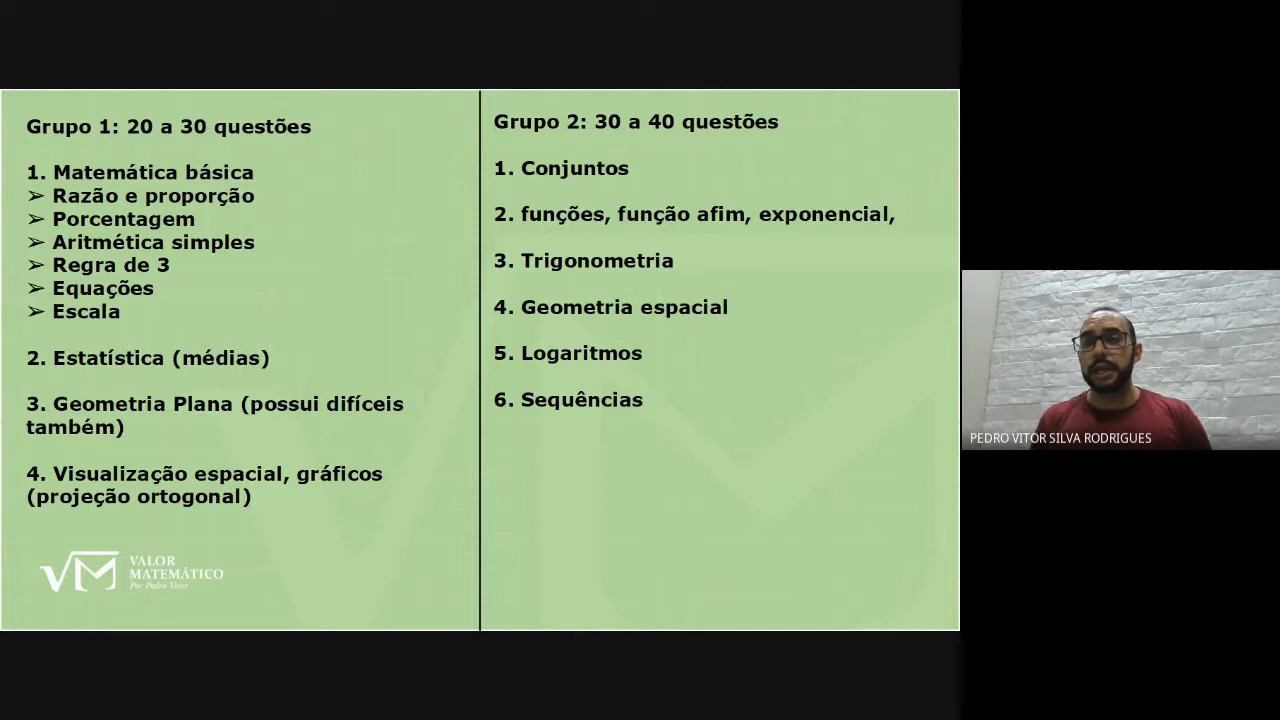 Grupo 1: 20 a 30 questões
1. Matemática básica
➢ Razão e proporção
➢ Porcentagem
➢ Aritmética simples
➢ Regra de 3
➢ Equações
➢ Escala
2. Estatística (médias)
3. Geometria Plana (possui difíceis
também)
4. Visualização espacial, gráficos
(projeção ortogonal)
VALOR
MATEMÁTICO
Por Pedro Vitor
Grupo 2: 30 a 40 questões
1. Conjuntos
2. funções, função afim, exponencial,
3. Trigonometria
4. Geometria espacial
5. Logaritmos
6. Sequências
PEDRO VITOR SILVA RODRIGUES